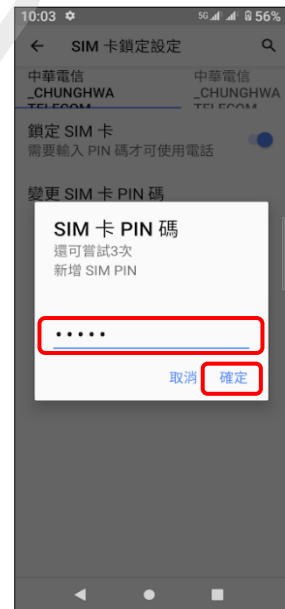 10:03 5G 56%
SIM 卡鎖定設定
中華電信 中華電信
_CHUNGHWA _CHUNGHWA
TELECOM TELECOM
鎖定 SIM 卡
需要輸入 PIN 碼才可使用電話
變更 SIM 卡 PIN 碼
SIM 卡 PIN 碼
還可嘗試3次
新增 SIM PIN
•••••
取消 確定